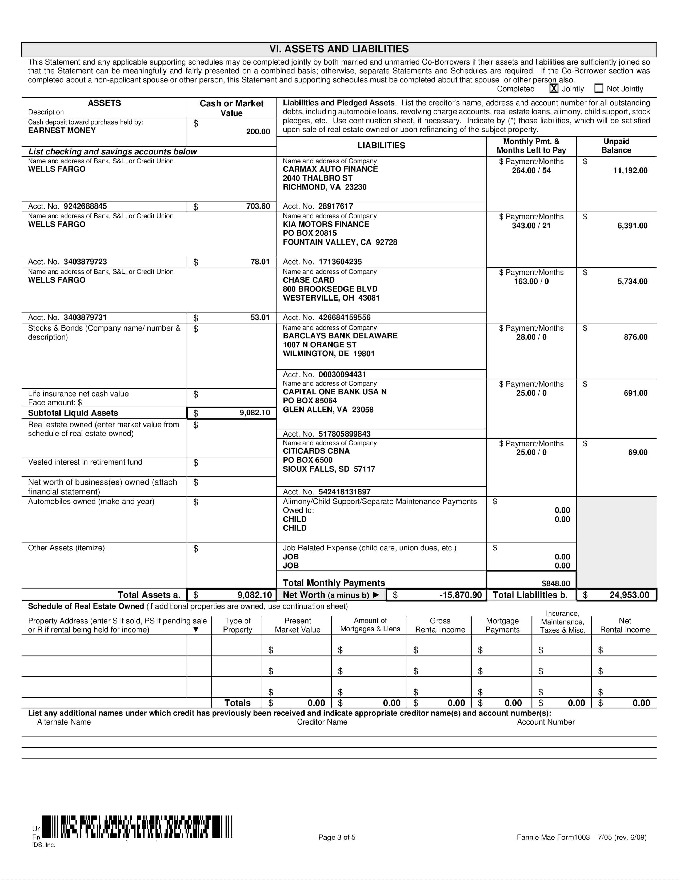 VI. ASSETS AND LIABILITIES
This Statement and any applicable supporting schedules may be completed jointly by both married and unmarried Co-Borrowers if their assets and liabilities are sufficiently joined so
that the Statement can be meaningfully and fairly presented on a combined basis; otherwise, separate Statements and Schedules are required. If the Co-Borrower section was
completed about a non-applicant spouse or other person, this Statement and supporting schedules must be completed about that spouse or other person also.
Completed X Jointly Not Jointly
ASSETS
Description
Cash or Market
Value
Cash deposit toward purchase held by:
EARNEST MONEY
$ 200.00
List checking and savings accounts below
Name and address of Bank, S&L, or Credit Union
WELLS FARGO
Acct. No. 9242668845 $ 703.60
Name and address of Bank, S&L, or Credit Union
WELLS FARGO
Acct. No. 3403879723 $ 78.01
Name and address of Bank, S&L, or Credit Union
WELLS FARGO
Acct. No. 3403879731 $ 53.01
Stocks & Bonds (Company name/ number &
description)
$
Life insurance net cash value
Face amount: $
$
Subtotal Liquid Assets $ 9,082.10
Real estate owned (enter market value from
schedule of real estate owned)
$
Vested interest in retirement fund $
Net worth of business(es) owned (attach
financial statement)
$
Automobiles owned (make and year) $
Other Assets (itemize) $
Total Assets a. $ 9,082.10
Liabilities and Pledged Assets. List the creditor's name, address and account number for all outstanding
debts, including automobile loans, revolving charge accounts, real estate loans, alimony, child support, stock
pledges, etc. Use continuation sheet, if necessary. Indicate by (*) those liabilities, which will be satisfied
upon sale of real estate owned or upon refinancing of the subject property.
LIABILITIES
Monthly Pmt. &
Months Left to Pay
Unpaid
Balance
Name and address of Company
CARMAX AUTO FINANCE
2040 THALBRO ST
RICHMOND, VA 23230
Acct. No. 26917617
$ Payment/Months
264.00 / 54
$ 11,192.00
Name and address of Company
KIA MOTORS FINANCE
PO BOX 20815
FOUNTAIN VALLEY, CA 92728
Acct. No. 1713604235
$ Payment/Months
343.00 / 21
$ 6,391.00
Name and address of Company
CHASE CARD
800 BROOKSEDGE BLVD
WESTERVILLE, OH 43081
Acct. No. 426684159556
$ Payment/Months
163.00 / 0
$ 5,734.00
Name and address of Company
BARCLAYS BANK DELAWARE
1007 N ORANGE ST
WILMINGTON, DE 19801
Acct. No. 00030094431
$ Payment/Months
28.00 / 0
$ 876.00
Name and address of Company
CAPITAL ONE BANK USA N
PO BOX 85064
GLEN ALLEN, VA 23058
Acct. No. 517805899843
$ Payment/Months
25.00 / 0
$ 691.00
Name and address of Company
CITICARDS CBNA
PO BOX 6500
SIOUX FALLS, SD 57117
Acct. No. 542418131697
$ Payment/Months
25.00 / 0
$ 69.00
Alimony/Child Support/Separate Maintenance Payments
Owed to:
CHILD
CHILD
$
0.00
0.00
Job Related Expense (child care, union dues, etc.)
JOB
JOB
$
0.00
0.00
Total Monthly Payments $848.00
Net Worth (a minus b) ► $ -15,870.90 Total Liabilities b. $ 24,953.00
Schedule of Real Estate Owned (If additional properties are owned, use continuation sheet)
Property Address (enter S if sold, PS if pending sale
or R if rental being held for income) ▼
Type of
Property
Present
Market Value
Amount of
Mortgages & Liens
Gross
Rental Income
Mortgage
Payments
Insurance,
Maintenance,
Taxes & Misc.
Net
Rental Income
$ $ $ $ $ $
$ $ $ $ $ $
$ $ $ $ $ $
Totals $ 0.00 $ 0.00 $ 0.00 $ 0.00 $ 0.00 $ 0.00
List any additional names under which credit has previously been received and indicate appropriate creditor name(s) and account number(s):
Alternate Name Creditor Name Account Number
DS, Inc.
Page 3 of 5
Fannie Mae Form 1003 7/05 (rev. 6/09)